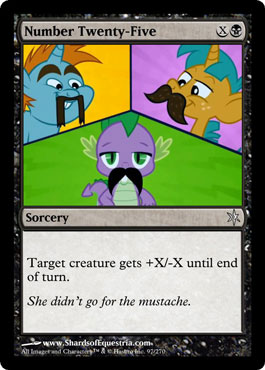 Number Twenty-Five X
Sorcery
Target creature gets +X/-X until end
of turn.
She didn't go for the mustache.
www.ShardsofEquestria.com
All Images and Characters™ & © Hasbro Inc. 97/270